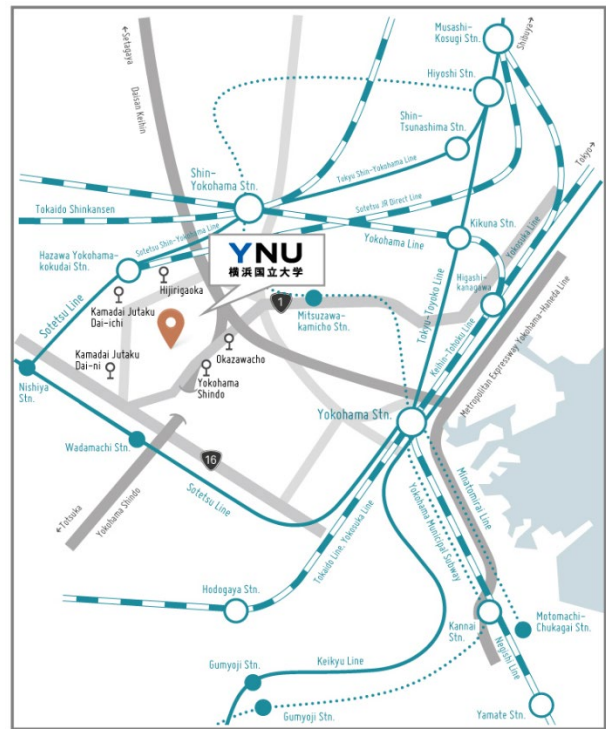 Musashi-
Kosugi Stn.
Shibuya→
←Setagaya
Daisan Keihin
Hiyoshi Stn.
Shin-
Tsunashima Stn.
Tokyo→
Shin-
Yokohama Stn.
Tokyu Shin-Yokohama Line
Sotetsu JR Direct Line
Tokaido Shinkansen
Sotetsu Shin-Yokohama Line
Kikuna Stn.
Yokohama Line
Yokosuka Line
Hazawa Yokohama-
kokudai Stn.
YNU
横浜国立大学
Hijirigaoka
Higashi-
kanagawa
Kamadai Jutaku
Dai-ichi
1
Mitsuzawa-
kamicho Stn.
Tokyu-Toyoko Line
Keihin-Tohoku Line
Metropolitan Expressway Yokohama-Haneda Line
Sotetsu Line
Okazawacho
Kamadai Jutaku
Dai-ni
Yokohama
Shindo
Nishiya
Stn.
Yokohama Stn.
Wadamachi Stn.
16
Sotetsu Line
←Totsuka
Yokohama Shindo
Tokaido Line, Yokosuka Line
Yokohama Municipal Subway
Minatomirai Line
Hodogaya Stn.
Kannai
Stn.
Motomachi-
Chukagai Stn.
Negishi Line
Gumyoji Stn.
Keikyu Line
Gumyoji Stn.
Yamate Stn.